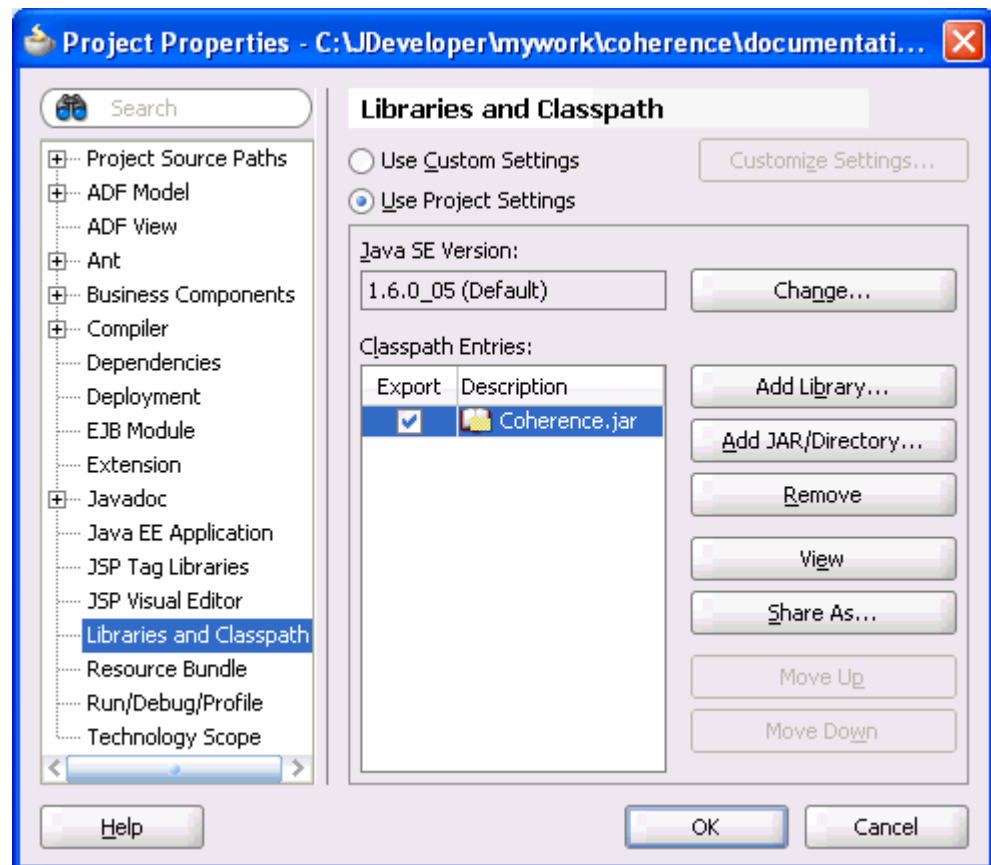 Project Properties - C:\JDeveloper\mywork\coherence\documentati...
Search
Project Source Paths
ADF Model
ADF View
Ant
Business Components
Compiler
Dependencies
Deployment
EJB Module
Extension
Javadoc
Java EE Application
JSP Tag Libraries
JSP Visual Editor
Libraries and Classpath
Resource Bundle
Run/Debug/Profile
Technology Scope
Libraries and Classpath
Use Custom Settings
Customize Settings...
Use Project Settings
Java SE Version:
1.6.0_05 (Default)
Change...
Classpath Entries:
Export Description
Coherence.jar
Add Library...
Add JAR/Directory...
Remove
View
Share As...
Move Up
Move Down
Help
OK
Cancel